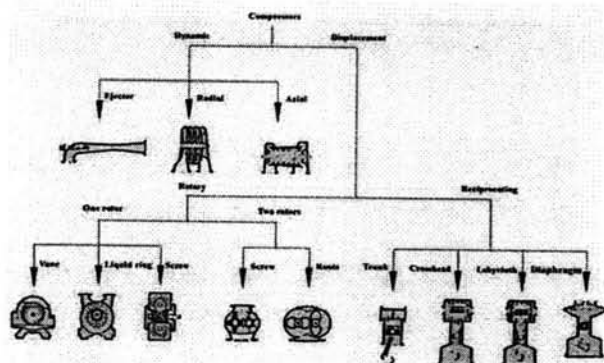 Compressors
Dynamic Displacement
Ejector Radial Axial
Rotary Reciprocating
One rotor Two rotors
Vane Liquid ring Screw Screw Roots Trunk Crosshead Labyrinth Diaphragm